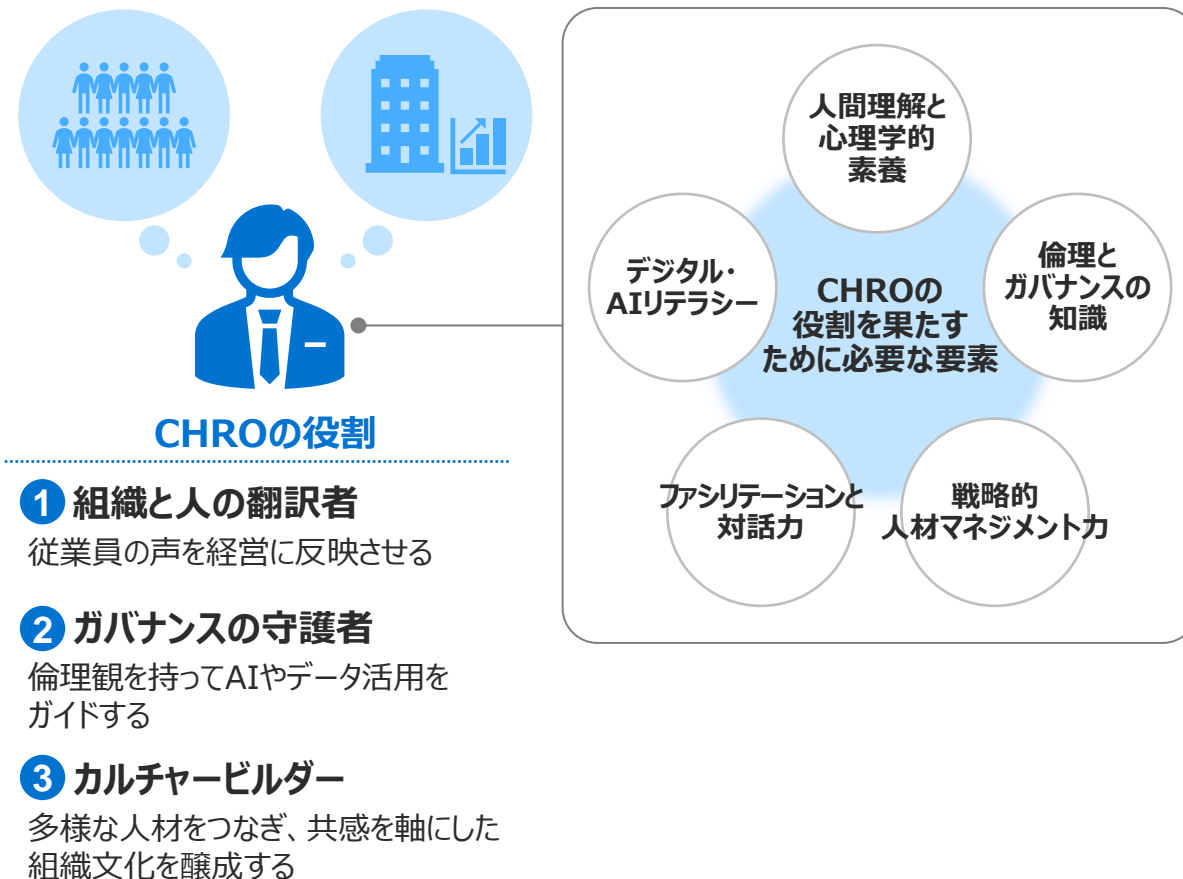 CHROの役割
1 組織と人の翻訳者
従業員の声を経営に反映させる
2 ガバナンスの守護者
倫理観を持ってAIやデータ活用を
ガイドする
3 カルチャービルダー
多様な人材をつなぎ、共感を軸にした
組織文化を醸成する
CHROの
役割を果たす
ために必要な要素
人間理解と
心理学的
素養
倫理と
ガバナンスの
知識
戦略的
人材マネジメント力
ファシリテーションと
対話力
デジタル・
AIリテラシー